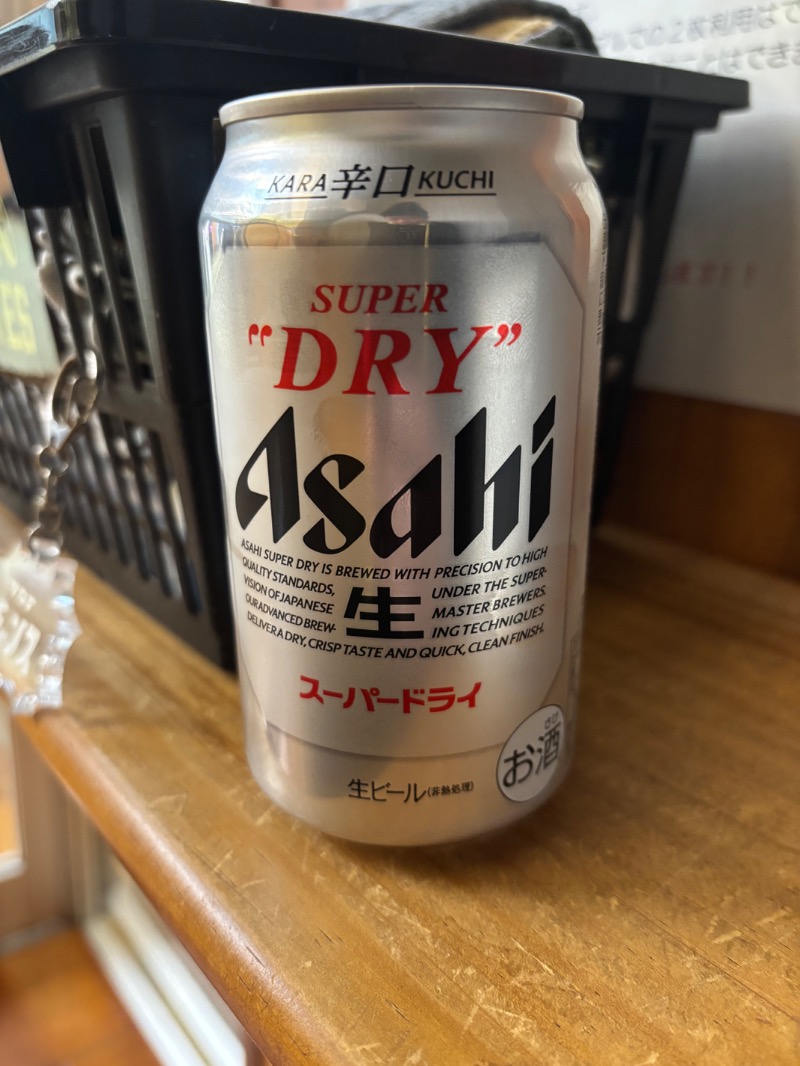 KARA 辛口 KUCHI
SUPER
"DRY"
Asahi
ASAHI SUPER DRY IS BREWED WITH PRECISION TO HIGH
QUALITY STANDARDS, UNDER THE SUPER-
VISION OF JAPANESE MASTER BREWERS.
生
OUR ADVANCED BREW- ING TECHNIQUES
DELIVER A DRY, CRISP TASTE AND QUICK, CLEAN FINISH.
スーパードライ
さけ
お酒
生ビール(非熱処理)